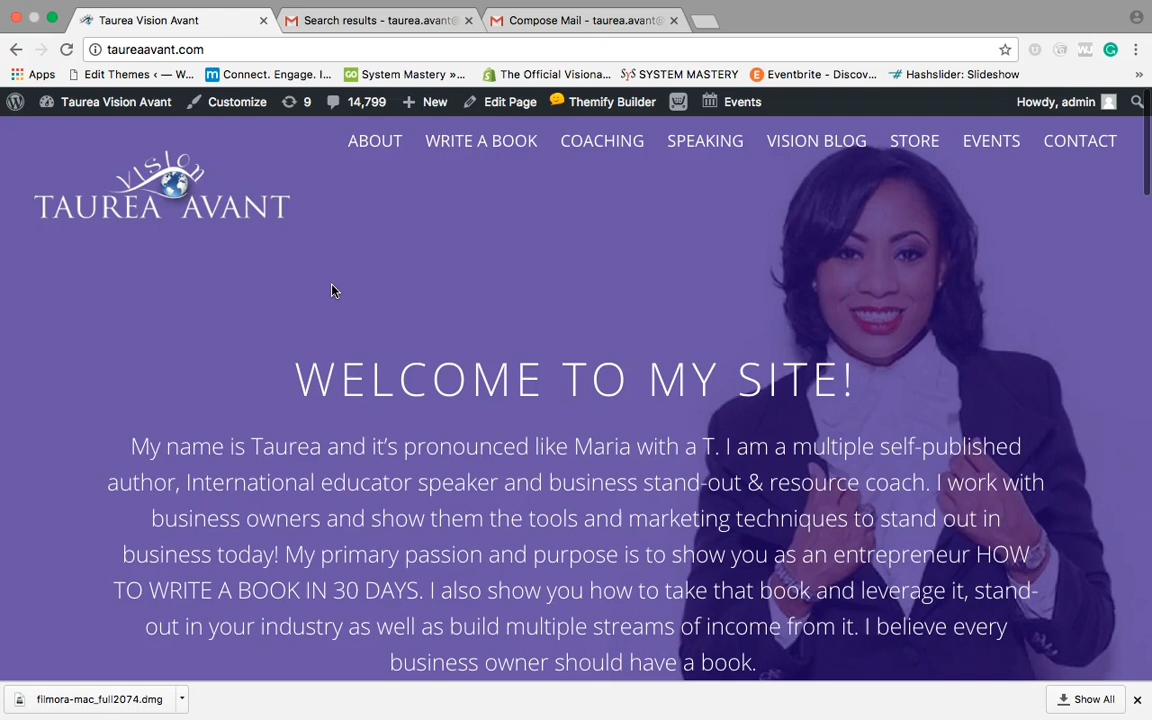 Taurea Vision Avant
Search results - taurea.avant@
Compose Mail - taurea.avant@
taureaavant.com
Apps
Edit Themes ‹ — W...
Connect. Engage. I...
System Mastery »...
The Official Visiona...
SYSTEM MASTERY
Eventbrite - Discov...
Hashslider: Slideshow
Taurea Vision Avant
Customize
9
14,799
New
Edit Page
Themify Builder
Events
Howdy, admin
ABOUT
WRITE A BOOK
COACHING
SPEAKING
VISION BLOG
STORE
EVENTS
CONTACT
VISION
TAUREA AVANT
WELCOME TO MY SITE!
My name is Taurea and it’s pronounced like Maria with a T. I am a multiple self-published
author, International educator speaker and business stand-out & resource coach. I work with
business owners and show them the tools and marketing techniques to stand out in
business today! My primary passion and purpose is to show you as an entrepreneur HOW
TO WRITE A BOOK IN 30 DAYS. I also show you how to take that book and leverage it, stand-
out in your industry as well as build multiple streams of income from it. I believe every
business owner should have a book.
filmora-mac_full2074.dmg
Show All